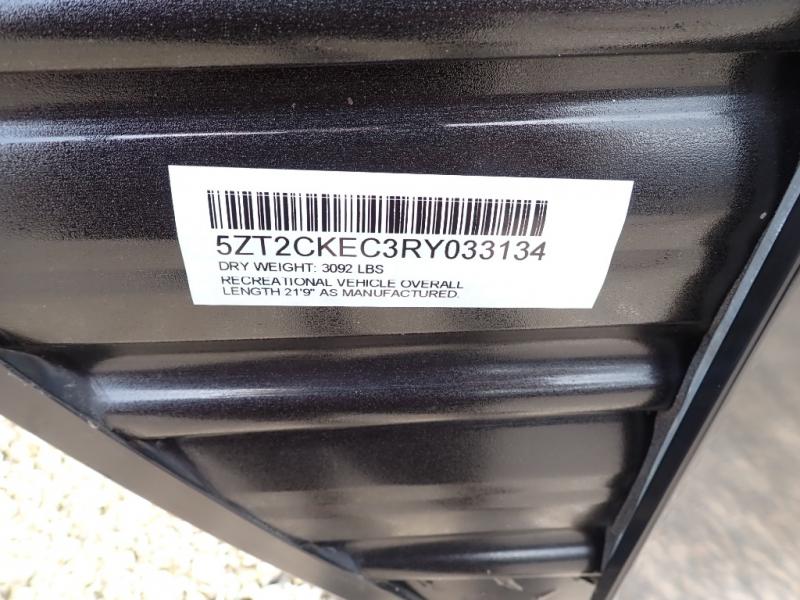 5ZT2CKEC3RY033134
DRY WEIGHT: 3092 LBS
RECREATIONAL VEHICLE OVERALL
LENGTH 21'9" AS MANUFACTURED.